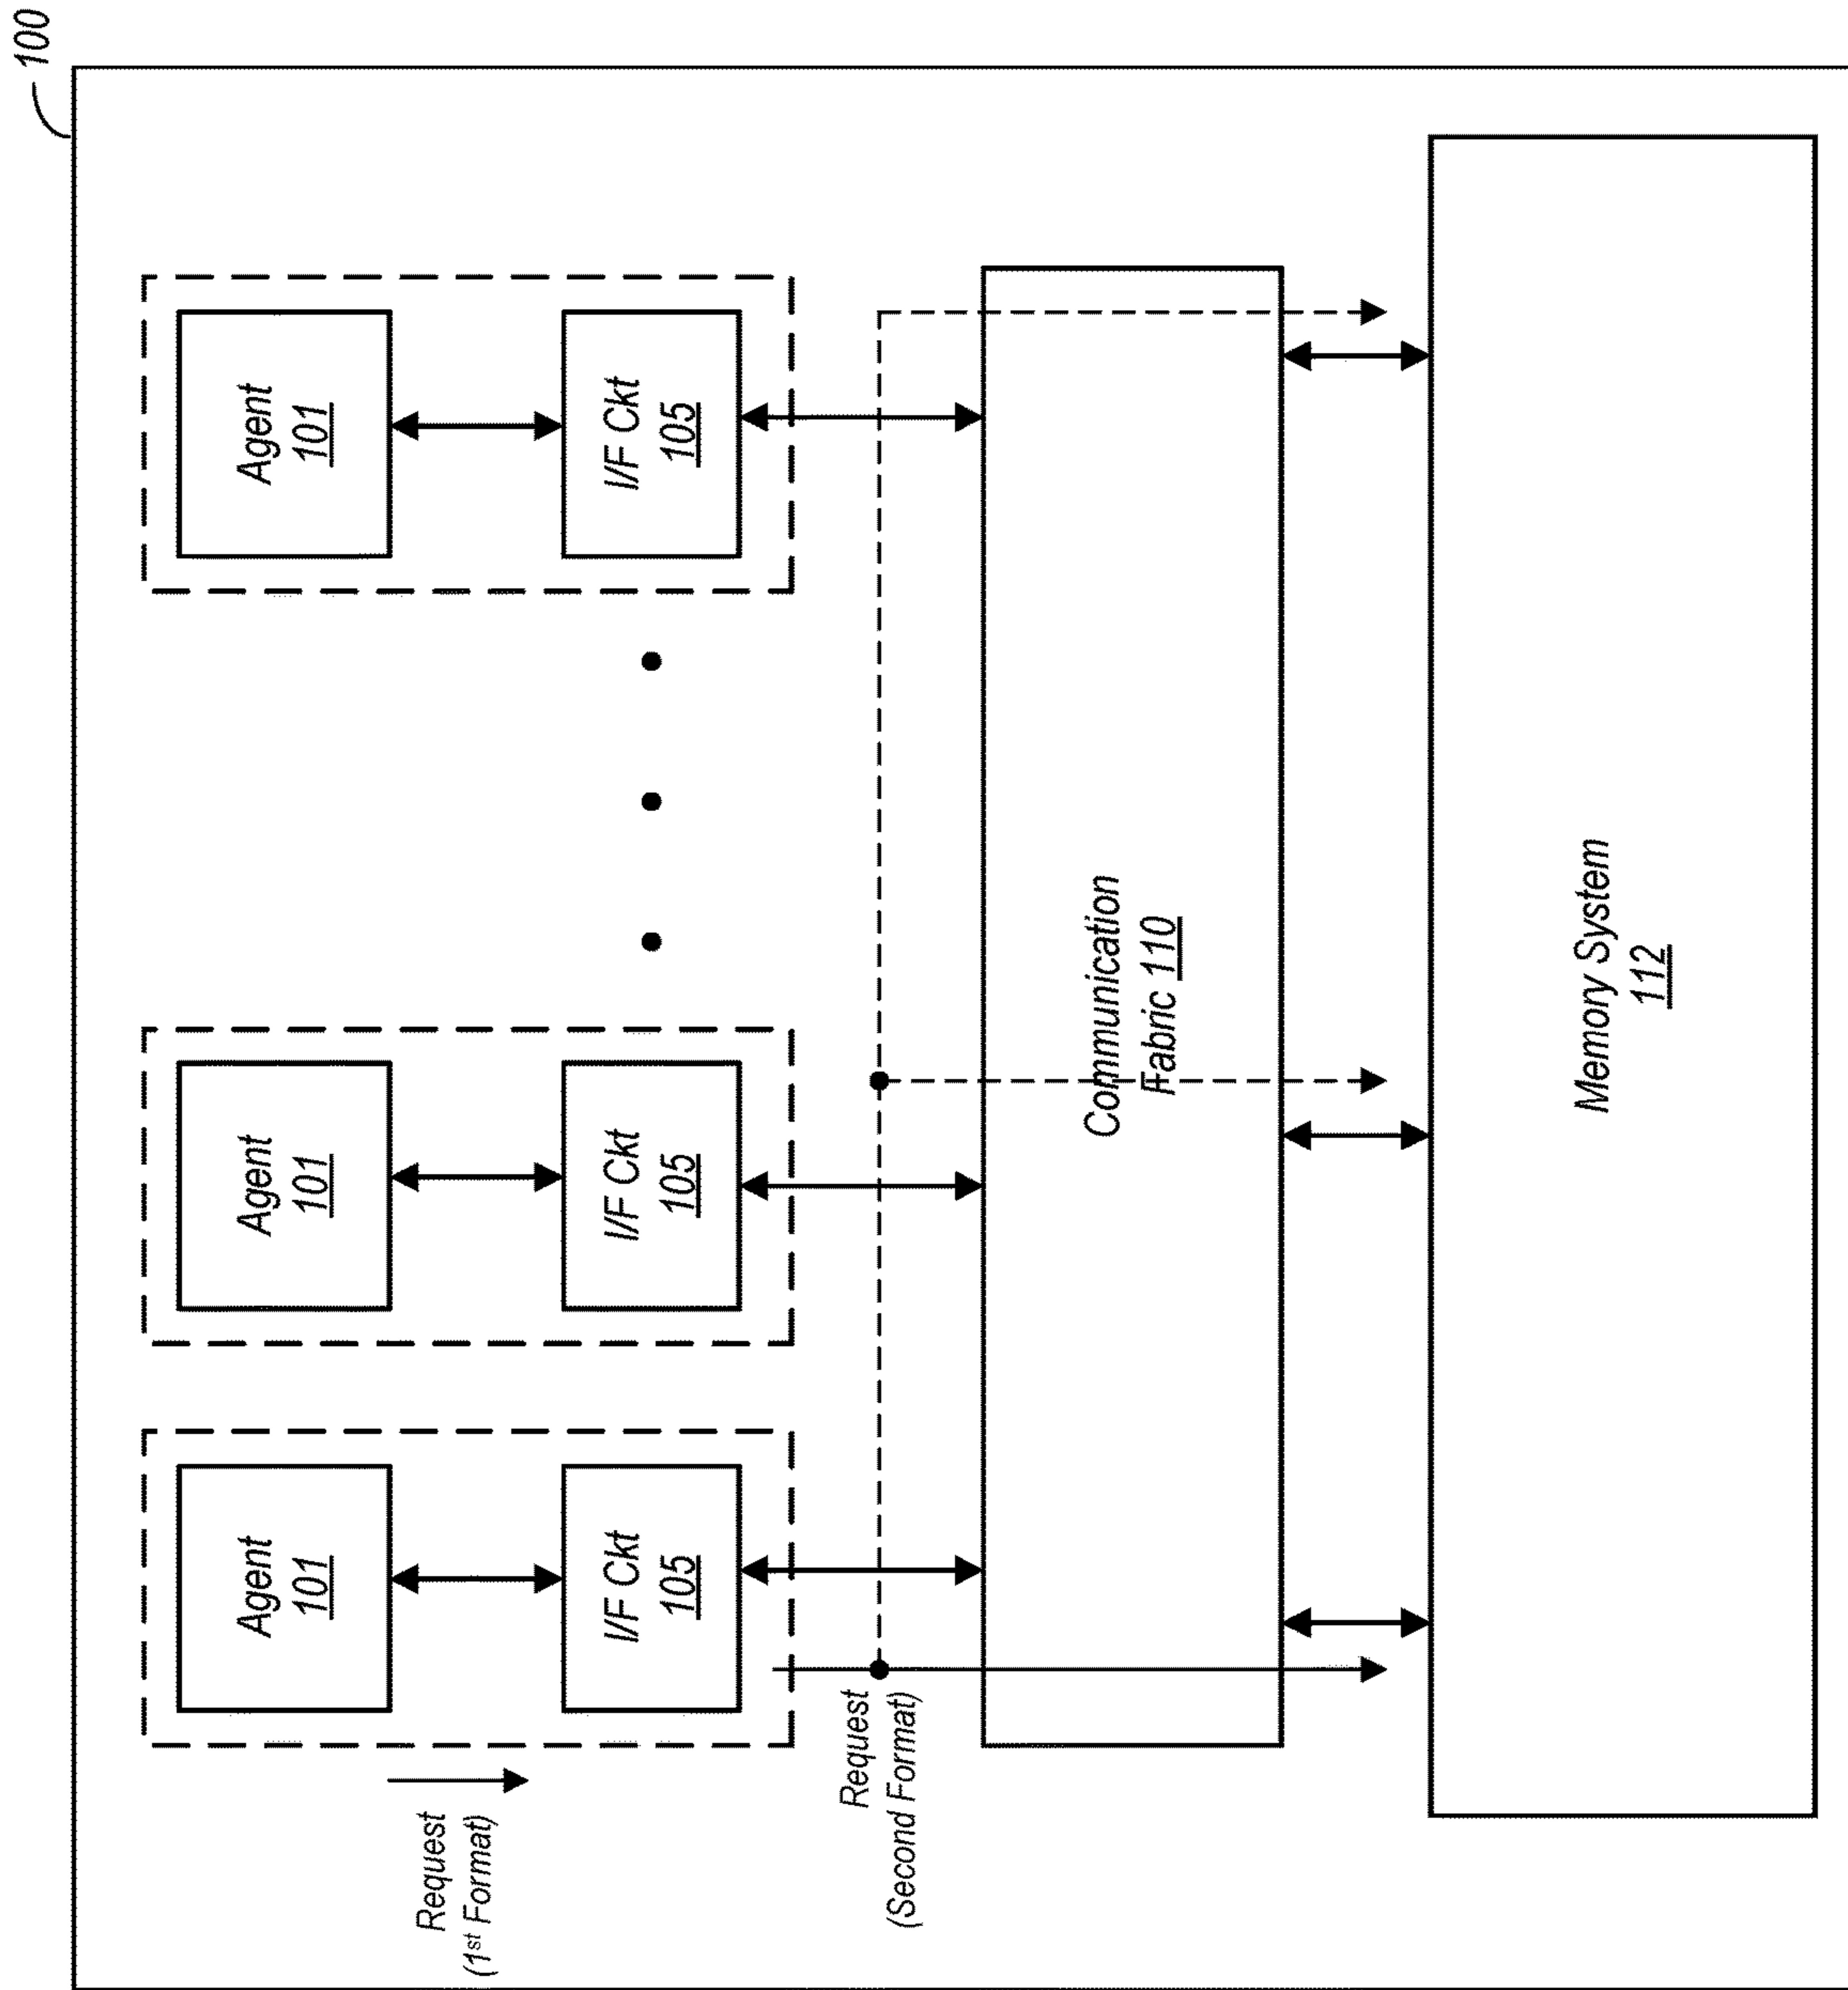 100
Agent
101
Agent
101
Agent
101
I/F Ckt
105
I/F Ckt
105
I/F Ckt
105
Request
(1st Format)
Request
(Second Format)
Communication
Fabric 110
Memory System
112